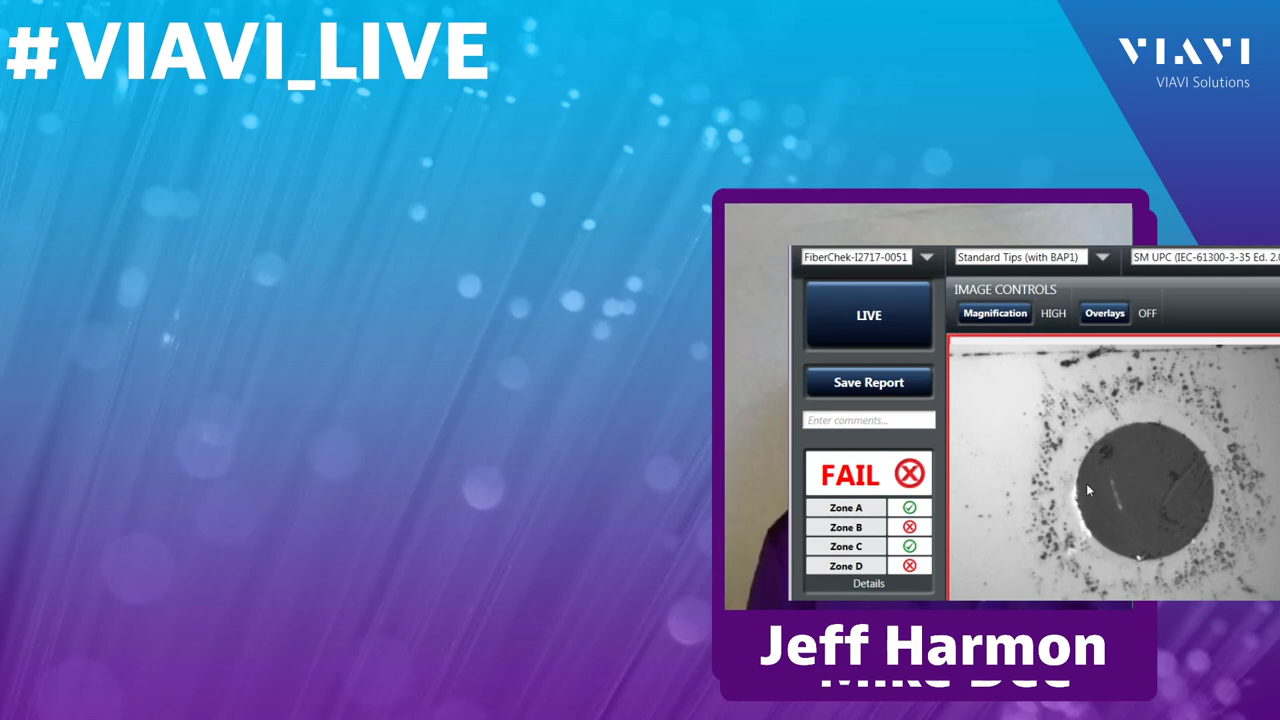 #VIAVI_LIVE
VIAVI
VIAVI Solutions
FiberChek-I2717-0051
Standard Tips (with BAP1)
SM UPC (IEC-61300-3-35 Ed. 2.0
LIVE
IMAGE CONTROLS
Magnification HIGH Overlays OFF
Save Report
Enter comments...
FAIL
Zone A
Zone B
Zone C
Zone D
Details
Jeff Harmon